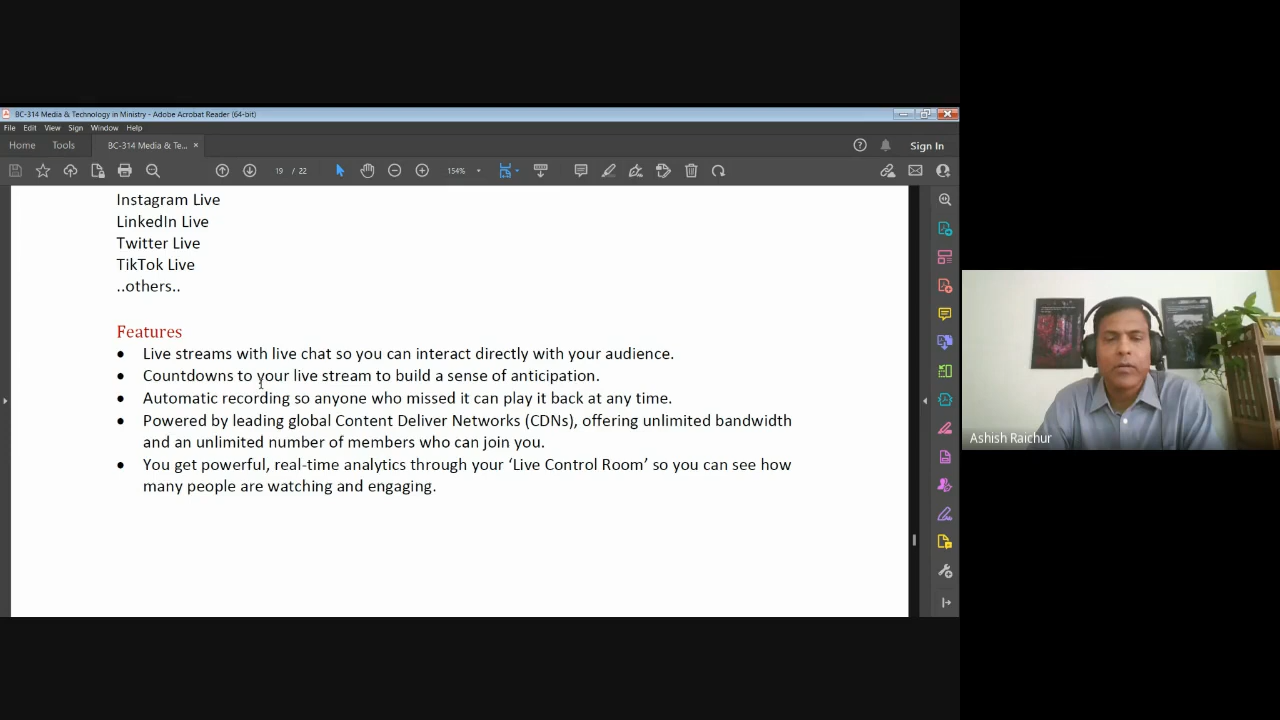 BC-314 Media & Technology in Ministry - Adobe Acrobat Reader (64-bit)
File Edit View Sign Window Help
Home Tools BC-314 Media & Te... × Sign In
19 / 22 154%
Instagram Live
LinkedIn Live
Twitter Live
TikTok Live
..others..
Features
● Live streams with live chat so you can interact directly with your audience.
● Countdowns to your live stream to build a sense of anticipation.
● Automatic recording so anyone who missed it can play it back at any time.
● Powered by leading global Content Deliver Networks (CDNs), offering unlimited bandwidth
and an unlimited number of members who can join you.
● You get powerful, real-time analytics through your ‘Live Control Room’ so you can see how
many people are watching and engaging.
Ashish Raichur